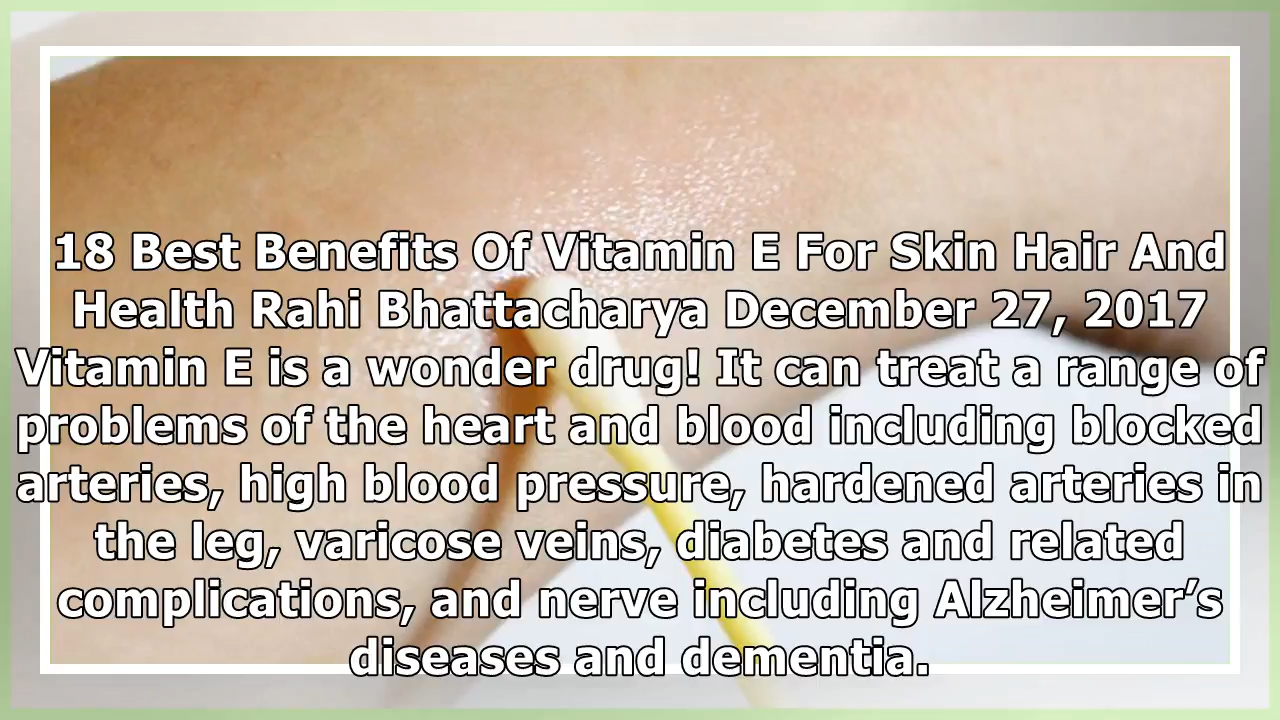 18 Best Benefits Of Vitamin E For Skin Hair And
Health Rahi Bhattacharya December 27, 2017
Vitamin E is a wonder drug! It can treat a range of
problems of the heart and blood including blocked
arteries, high blood pressure, hardened arteries in
the leg, varicose veins, diabetes and related
complications, and nerve including Alzheimer’s
diseases and dementia.